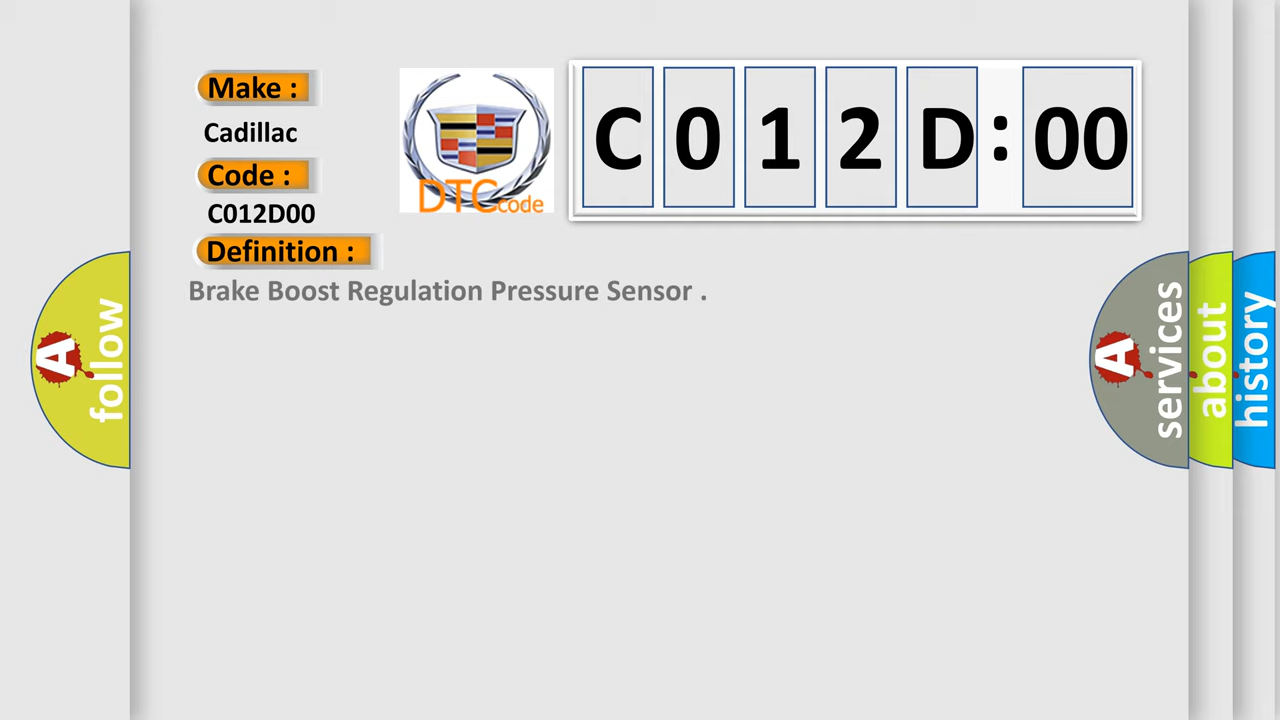 Make :
Cadillac
Code :
C012D00
Definition :
Brake Boost Regulation Pressure Sensor .
DTC code
C 0 1 2 D : 00
A follow
A services
about
history